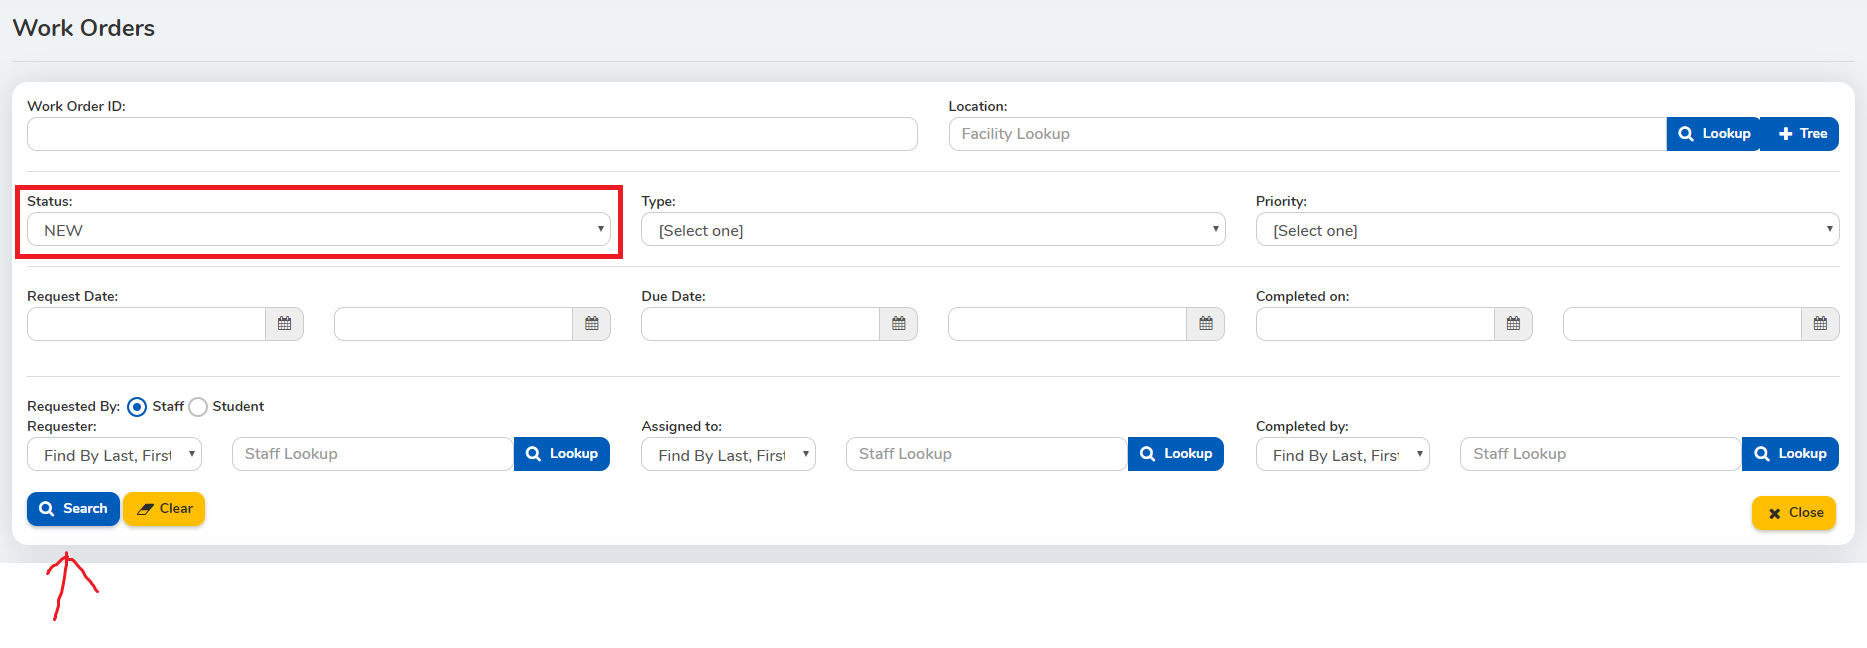 Work Orders
Work Order ID: Location:
Facility Lookup Lookup Tree
Status: Type: Priority:
NEW [Select one] [Select one]
Request Date: Due Date: Completed on:
Requested By: Staff Student
Requester: Assigned to: Completed by:
Find By Last, First Staff Lookup Lookup Find By Last, First Staff Lookup Lookup Find By Last, First Staff Lookup Lookup
Search Clear Close